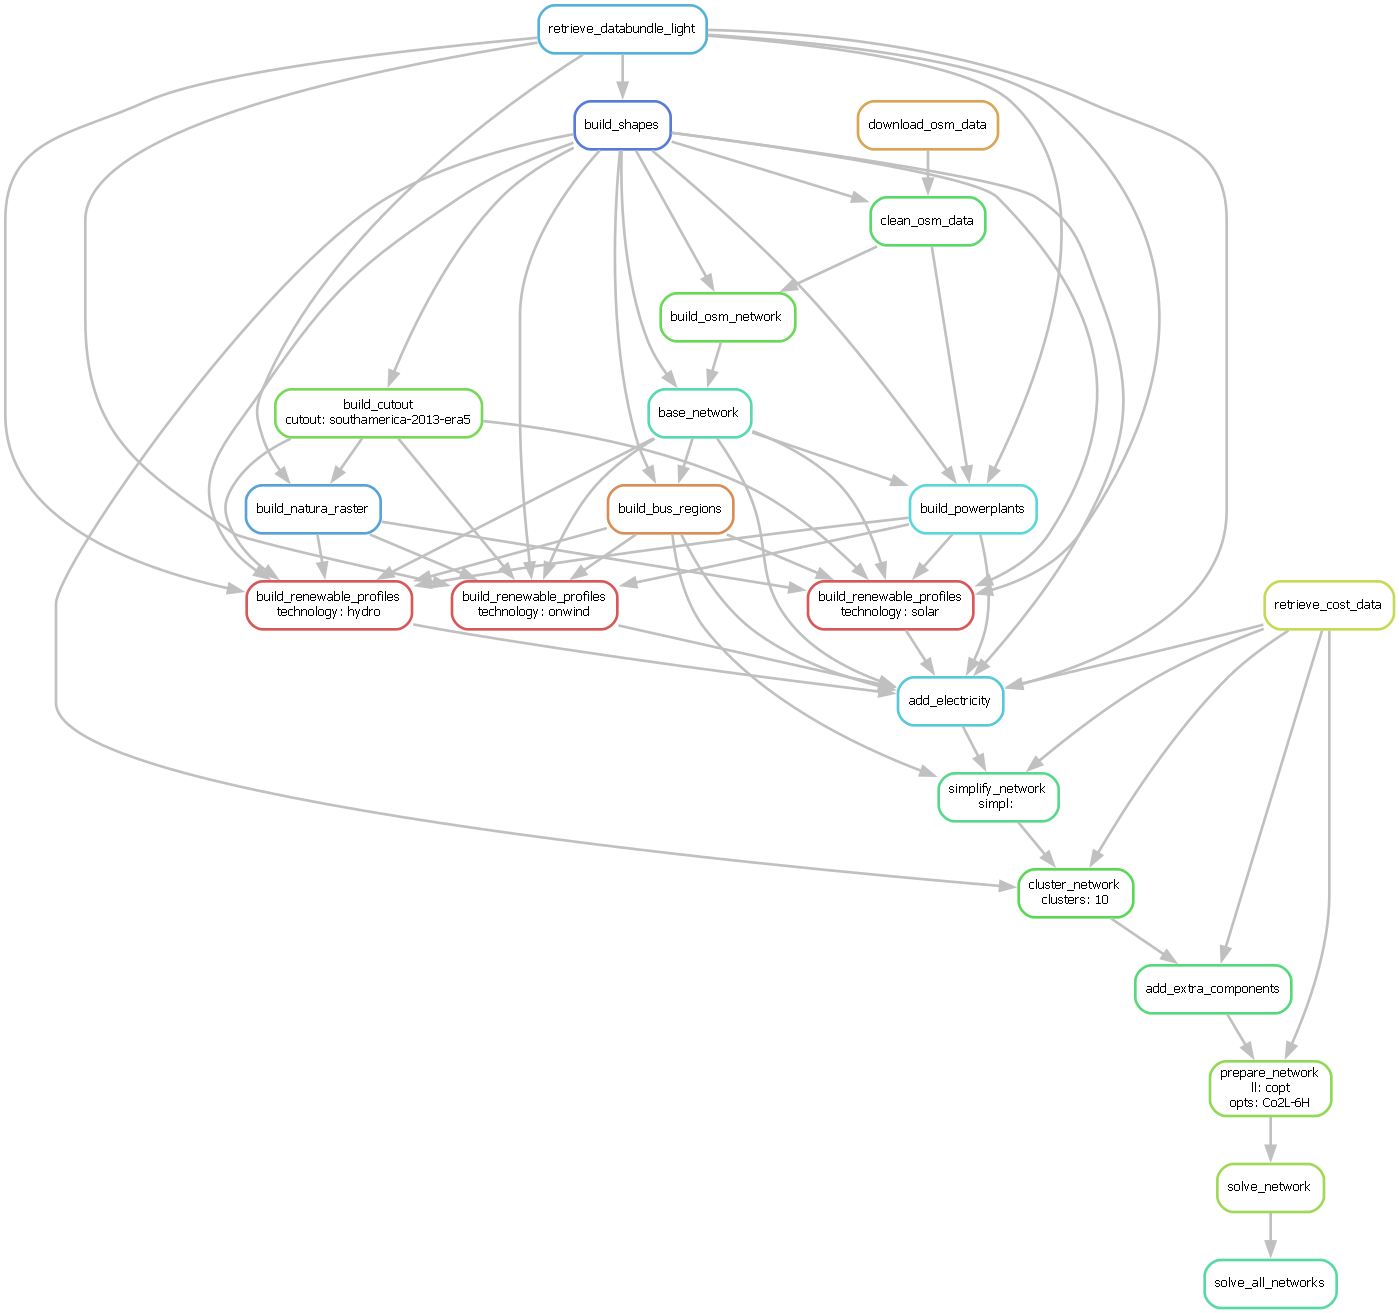 retrieve_databundle_light
build_shapes
download_osm_data
clean_osm_data
build_osm_network
build_cutout
cutout: southamerica-2013-era5
base_network
build_natura_raster
build_bus_regions
build_powerplants
build_renewable_profiles
technology: hydro
build_renewable_profiles
technology: onwind
build_renewable_profiles
technology: solar
retrieve_cost_data
add_electricity
simplify_network
simpl:
cluster_network
clusters: 10
add_extra_components
prepare_network
ll: copt
opts: Co2L-6H
solve_network
solve_all_networks